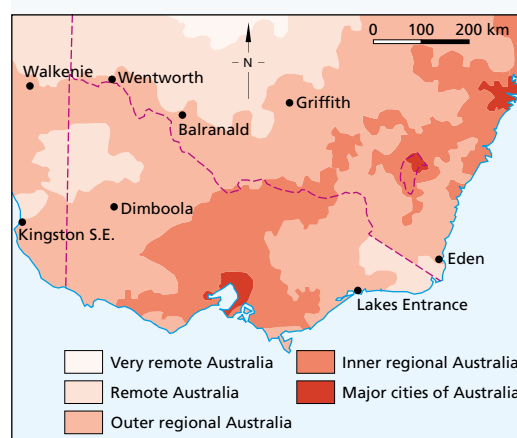 0 100 200 km
N
Walkenie
Wentworth
Griffith
Balranald
Dimboola
Kingston S.E.
Eden
Lakes Entrance
Very remote Australia
Remote Australia
Outer regional Australia
Inner regional Australia
Major cities of Australia